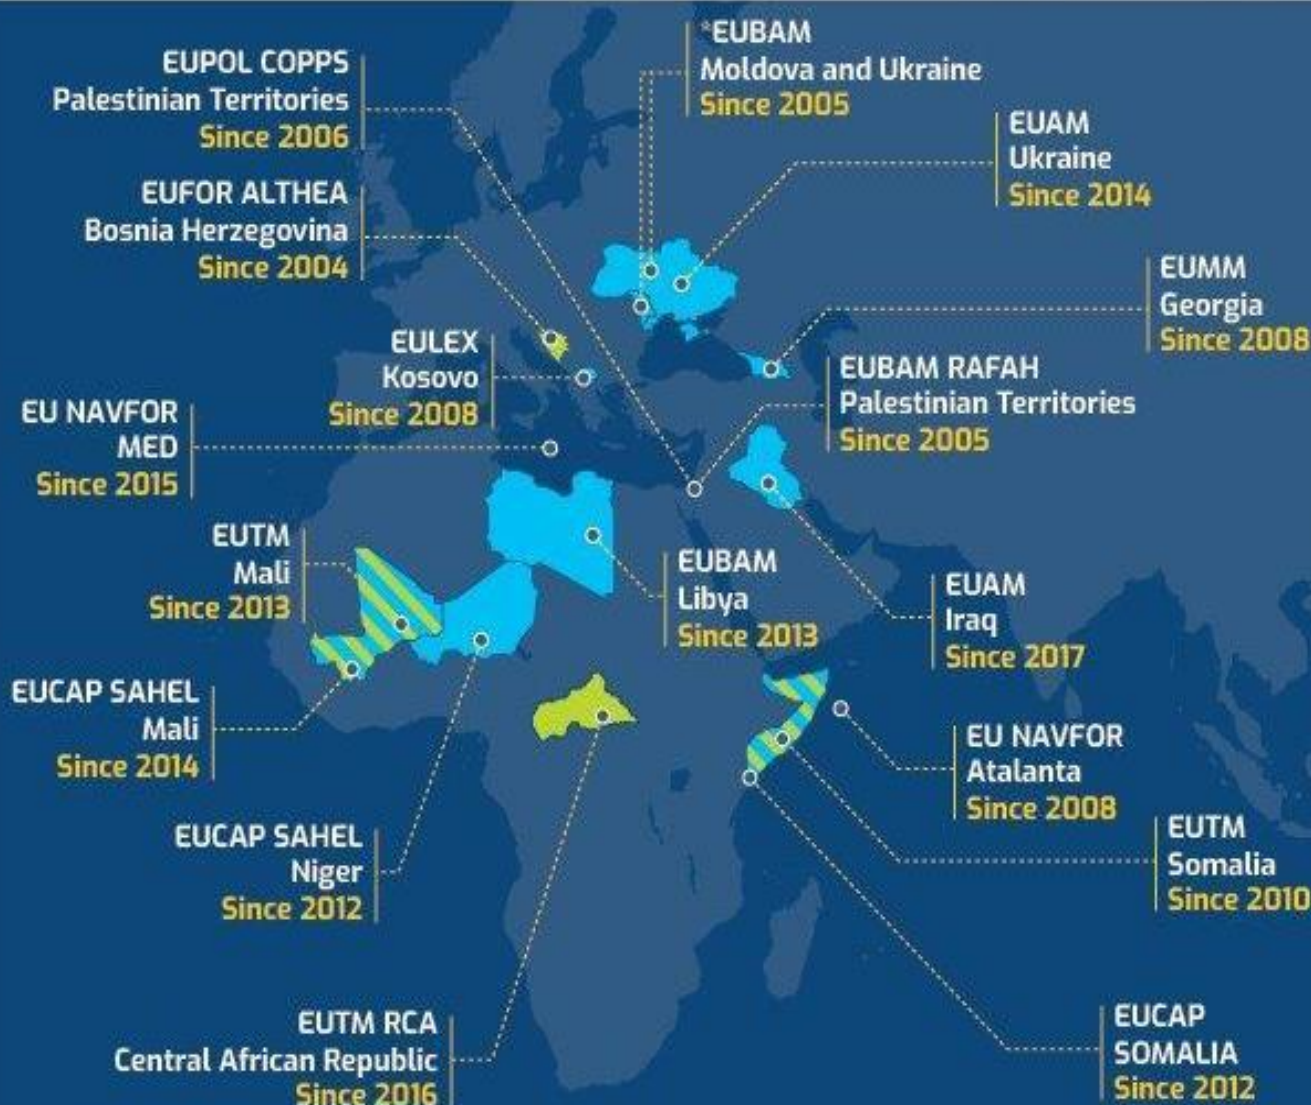 EUPOL COPPS
Palestinian Territories
Since 2006
*EUBAM
Moldova and Ukraine
Since 2005
EUAM
Ukraine
Since 2014
EUFOR ALTHEA
Bosnia Herzegovina
Since 2004
EUMM
Georgia
Since 2008
EULEX
Kosovo
Since 2008
EUBAM RAFAH
Palestinian Territories
Since 2005
EU NAVFOR
MED
Since 2015
EUTM
Mali
Since 2013
EUBAM
Libya
Since 2013
EUAM
Iraq
Since 2017
EUCAP SAHEL
Mali
Since 2014
EU NAVFOR
Atalanta
Since 2008
EUCAP SAHEL
Niger
Since 2012
EUTM
Somalia
Since 2010
EUTM RCA
Central African Republic
Since 2016
EUCAP
SOMALIA
Since 2012